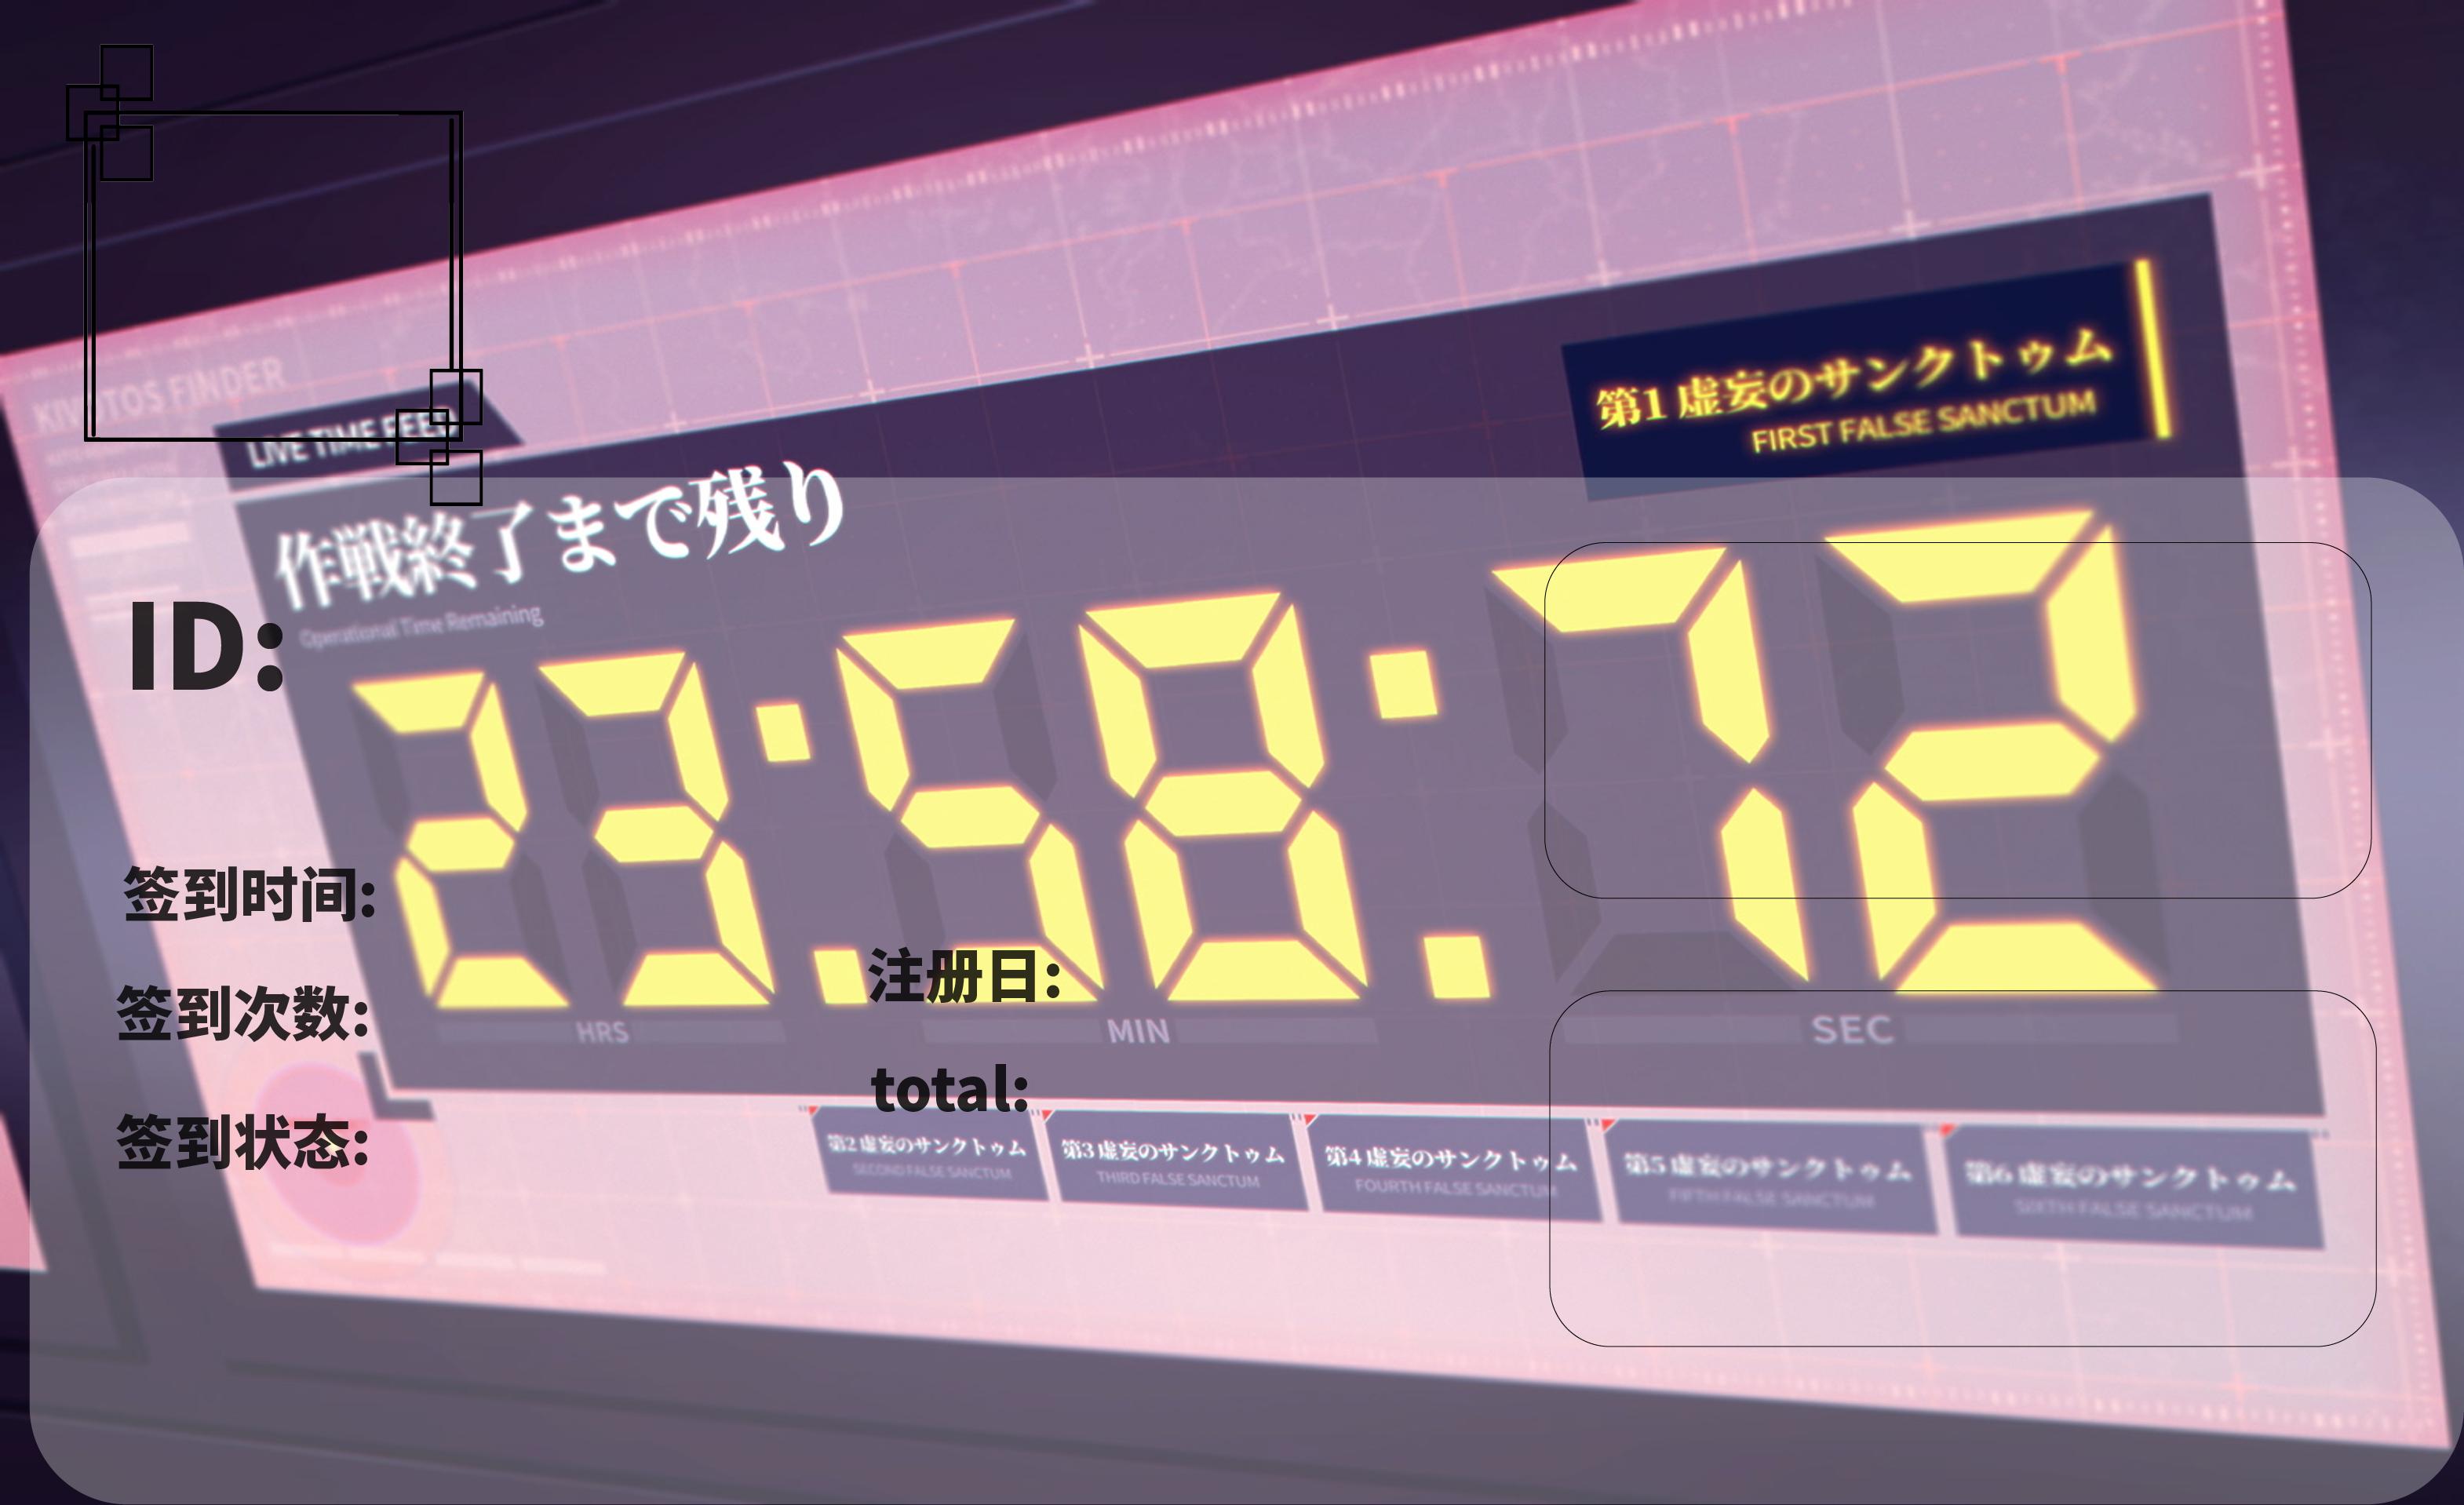 KIVOTOS FINDER
LIVE TIME FEED
第1 虚妄のサンクトゥム
FIRST FALSE SANCTUM
作戦終了まで残り
Operational Time Remaining
ID:
23:58:72
签到时间:
注册日:
签到次数:
HRS MIN SEC
total:
签到状态:
第2 虚妄のサンクトゥム
SECOND FALSE SANCTUM
第3 虚妄のサンクトゥム
THIRD FALSE SANCTUM
第4 虚妄のサンクトゥム
FOURTH FALSE SANCTUM
第5 虚妄のサンクトゥム
FIFTH FALSE SANCTUM
第6 虚妄のサンクトゥム
SIXTH FALSE SANCTUM